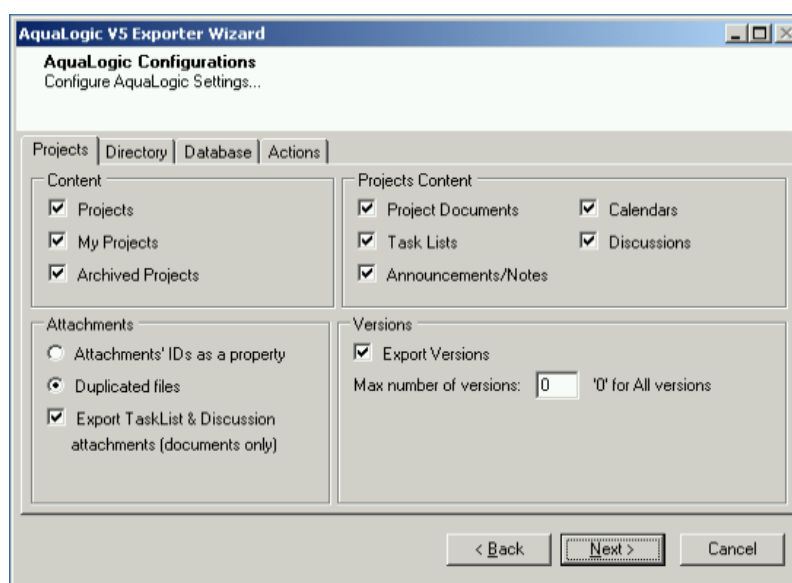 AquaLogic V5 Exporter Wizard
AquaLogic Configurations
Configure AquaLogic Settings...
Projects Directory Database Actions
Content
Projects
My Projects
Archived Projects
Projects Content
Project Documents
Calendars
Task Lists
Discussions
Announcements/Notes
Attachments
Attachments' IDs as a property
Duplicated files
Export TaskList & Discussion
attachments (documents only)
Versions
Export Versions
Max number of versions: 0 '0' for All versions
< Back Next > Cancel